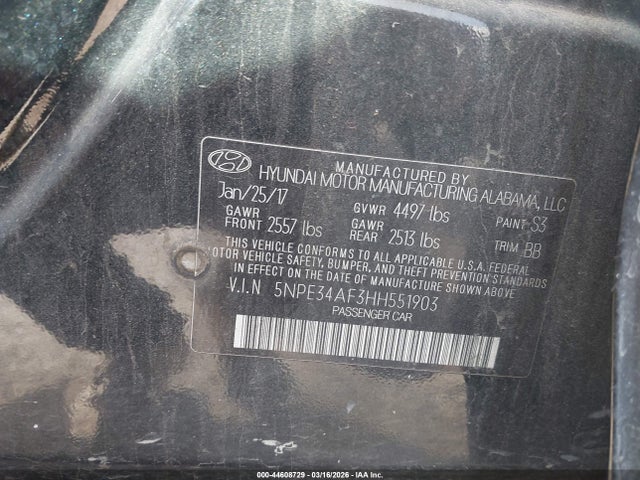 MANUFACTURED BY
HYUNDAI MOTOR MANUFACTURING ALABAMA, LLC
Jan/25/17 GVWR 4497 lbs PAINT S3
GAWR FRONT 2557 lbs GAWR REAR 2513 lbs TRIM BB
THIS VEHICLE CONFORMS TO ALL APPLICABLE U.S.A. FEDERAL
MOTOR VEHICLE SAFETY, BUMPER, AND THEFT PREVENTION STANDARDS
IN EFFECT ON THE DATE OF MANUFACTURE SHOWN ABOVE.
V.I.N 5NPE34AF3HH551903
PASSENGER CAR
000-44608729 - 03/16/2026 - IAA Inc.